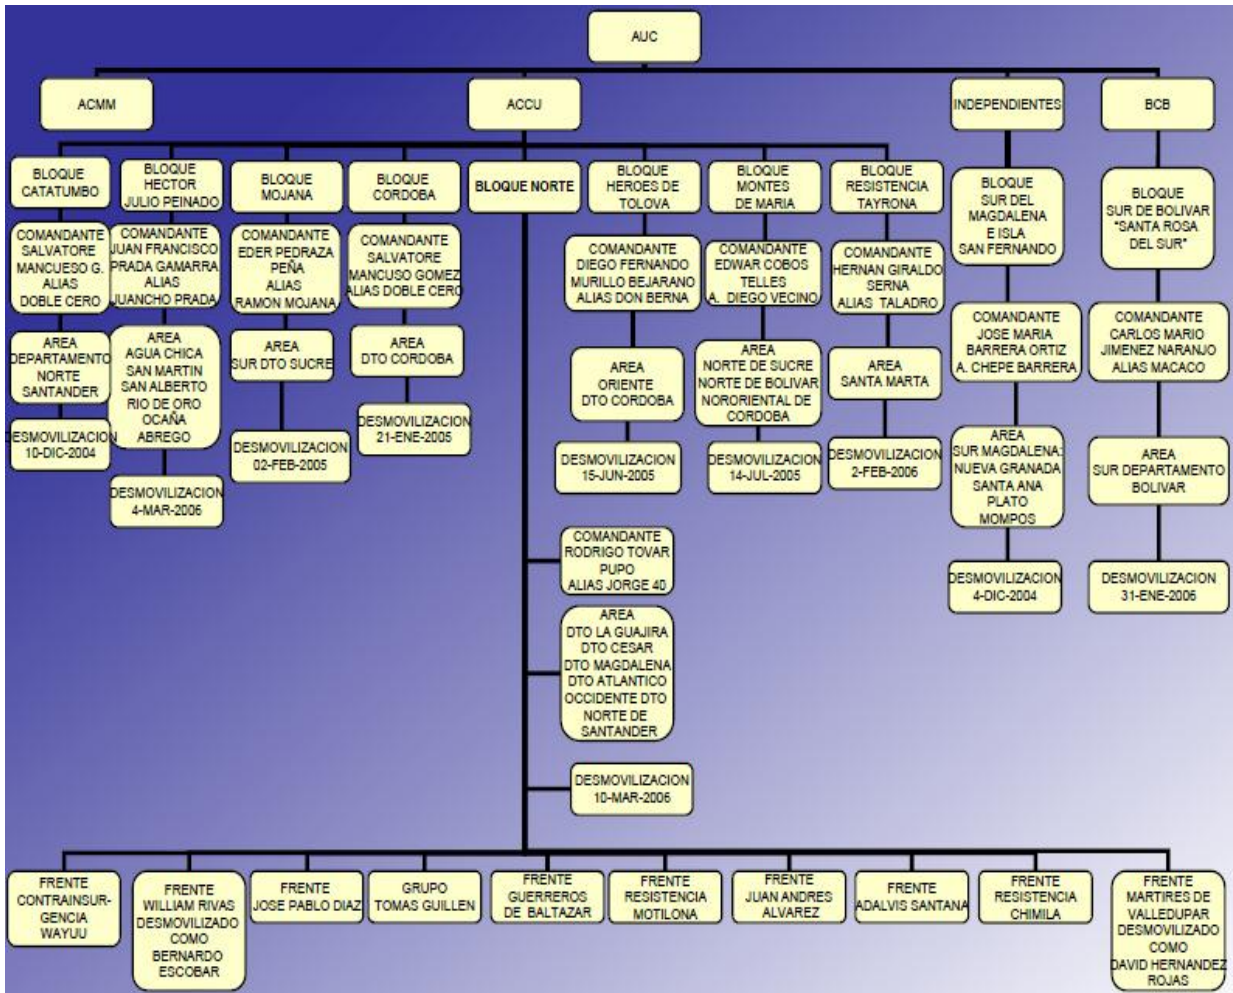 AUC
ACMM
ACCU
INDEPENDIENTES
BCB
BLOQUE
CATATUMBO
COMANDANTE
SALVATORE
MANCUESO G.
ALIAS
DOBLE CERO
AREA
DEPARTAMENTO
NORTE
SANTANDER
DESMOVILIZACION
10-DIC-2004
BLOQUE
HECTOR
JULIO PEINADO
COMANDANTE
JUAN FRANCISCO
PRADA GAMARRA
ALIAS
JUANCHO PRADA
AREA
AGUA CHICA
SAN MARTIN
SAN ALBERTO
RIO DE ORO
OCAÑA
ABREGO
DESMOVILIZACION
4-MAR-2006
BLOQUE
MOJANA
COMANDANTE
EDER PEDRAZA
PEÑA
ALIAS
RAMON MOJANA
AREA
SUR DTO SUCRE
DESMOVILIZACION
02-FEB-2005
BLOQUE
CORDOBA
COMANDANTE
SALVATORE
MANCUSO GOMEZ
ALIAS DOBLE CERO
AREA
DTO CORDOBA
DESMOVILIZACION
21-ENE-2005
BLOQUE NORTE
BLOQUE
HEROES DE
TOLOVA
COMANDANTE
DIEGO FERNANDO
MURILLO BEJARANO
ALIAS DON BERNA
AREA
ORIENTE
DTO CORDOBA
DESMOVILIZACION
15-JUN-2005
BLOQUE
MONTES
DE MARIA
COMANDANTE
EDWAR COBOS
TELLES
A. DIEGO VECINO
AREA
NORTE DE SUCRE
NORTE DE BOLIVAR
NORORIENTAL DE
CORDOBA
DESMOVILIZACION
14-JUL-2005
BLOQUE
RESISTENCIA
TAYRONA
COMANDANTE
HERNAN GIRALDO
SERNA
ALIAS TALADRO
AREA
SANTA MARTA
DESMOVILIZACION
2-FEB-2006
BLOQUE
SUR DEL
MAGDALENA
E ISLA
SAN FERNANDO
COMANDANTE
JOSE MARIA
BARRERA ORTIZ
A. CHEPE BARRERA
AREA
SUR MAGDALENA:
NUEVA GRANADA
SANTA ANA
PLATO
MOMPOS
DESMOVILIZACION
4-DIC-2004
BLOQUE
SUR DE BOLIVAR
"SANTA ROSA
DEL SUR"
COMANDANTE
CARLOS MARIO
JIMENEZ NARANJO
ALIAS MACACO
AREA
SUR DEPARTAMENTO
BOLIVAR
DESMOVILIZACION
31-ENE-2006
COMANDANTE
RODRIGO TOVAR
PUPO
ALIAS JORGE 40
AREA
DTO LA GUAJIRA
DTO CESAR
DTO MAGDALENA
DTO ATLANTICO
OCCIDENTE DTO
NORTE DE
SANTANDER
DESMOVILIZACION
10-MAR-2006
FRENTE
CONTRAINSUR-
GENCIA
WAYUU
FRENTE
WILLIAM RIVAS
DESMOVILIZADO
COMO
BERNARDO
ESCOBAR
FRENTE
JOSE PABLO DIAZ
GRUPO
TOMAS GUILLEN
FRENTE
GUERREROS
DE BALTAZAR
FRENTE
RESISTENCIA
MOTILONA
FRENTE
JUAN ANDRES
ALVAREZ
FRENTE
ADALVIS SANTANA
FRENTE
RESISTENCIA
CHIMILA
FRENTE
MARTIRES DE
VALLEDUPAR
DESMOVILIZADO
COMO
DAVID HERNANDEZ
ROJAS